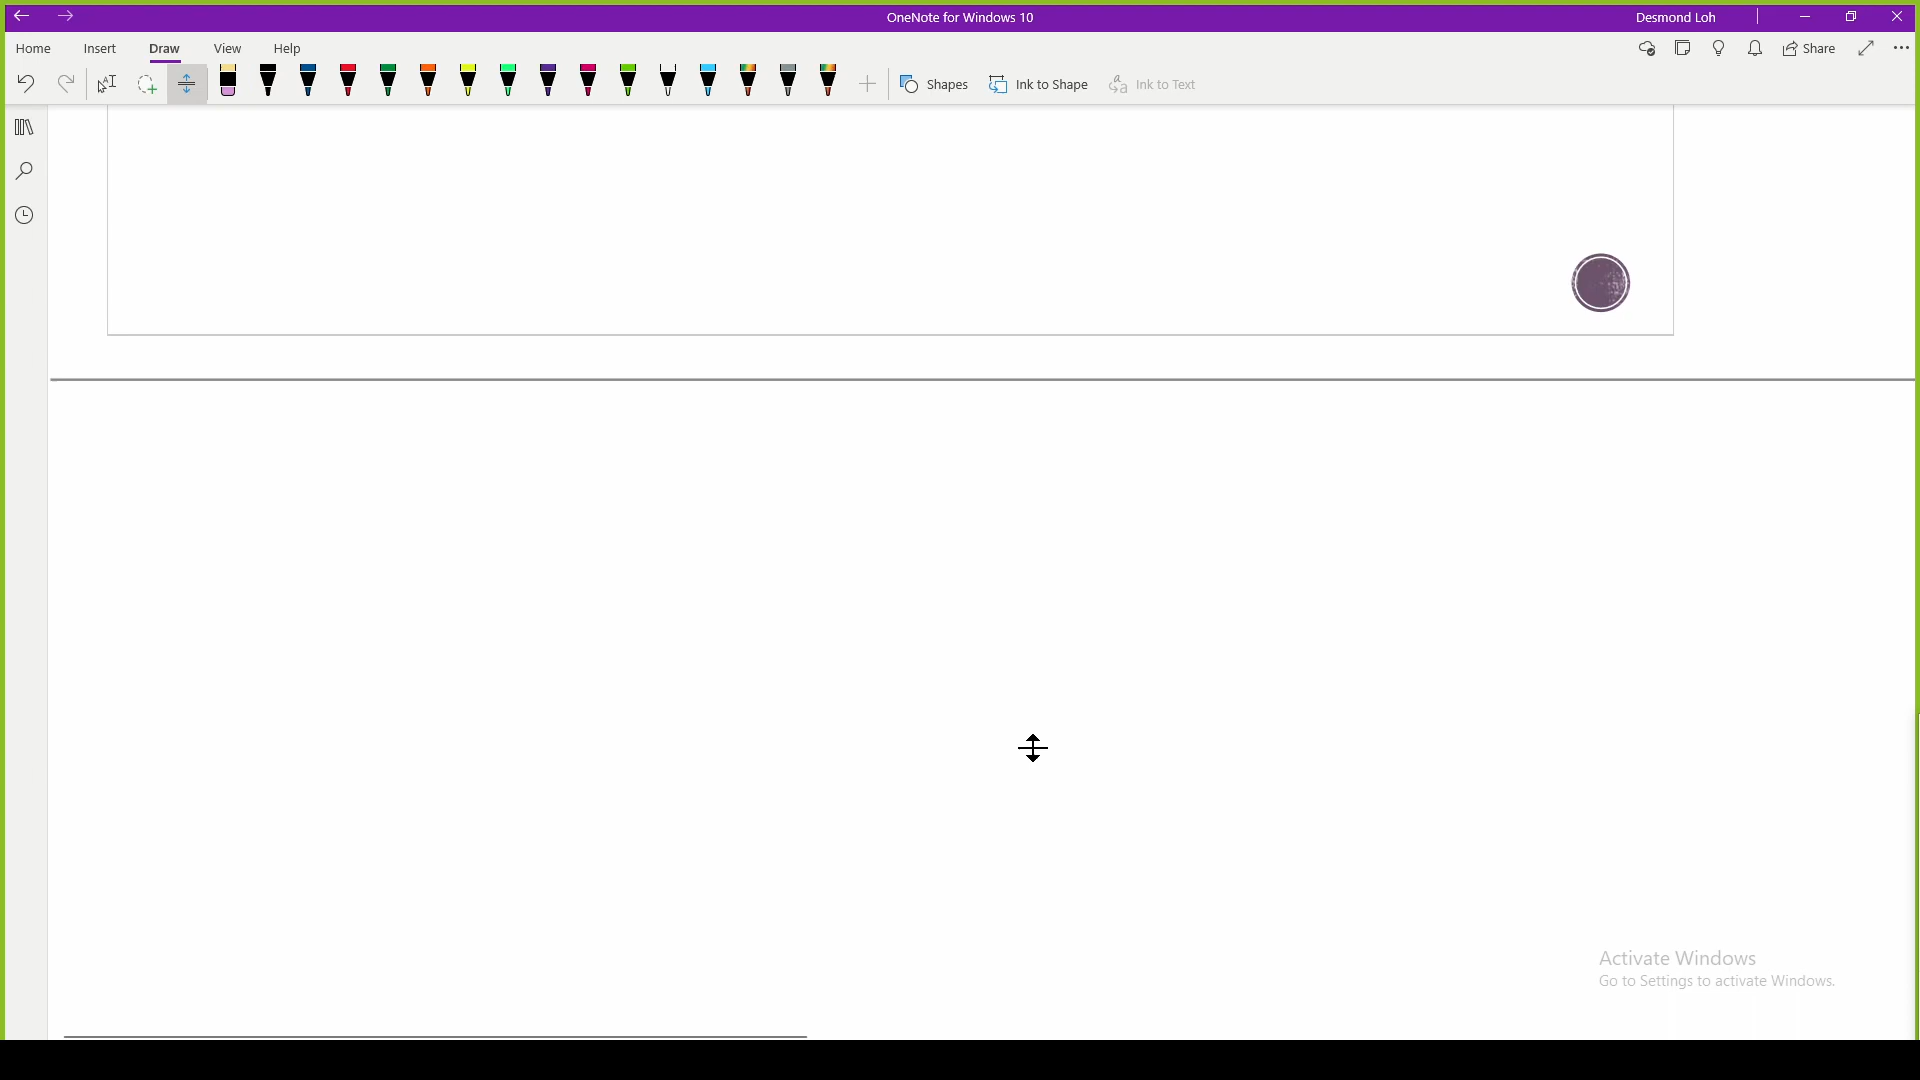 OneNote for Windows 10
Desmond Loh
Home Insert Draw View Help
Share
Shapes Ink to Shape Ink to Text
Activate Windows
Go to Settings to activate Windows.